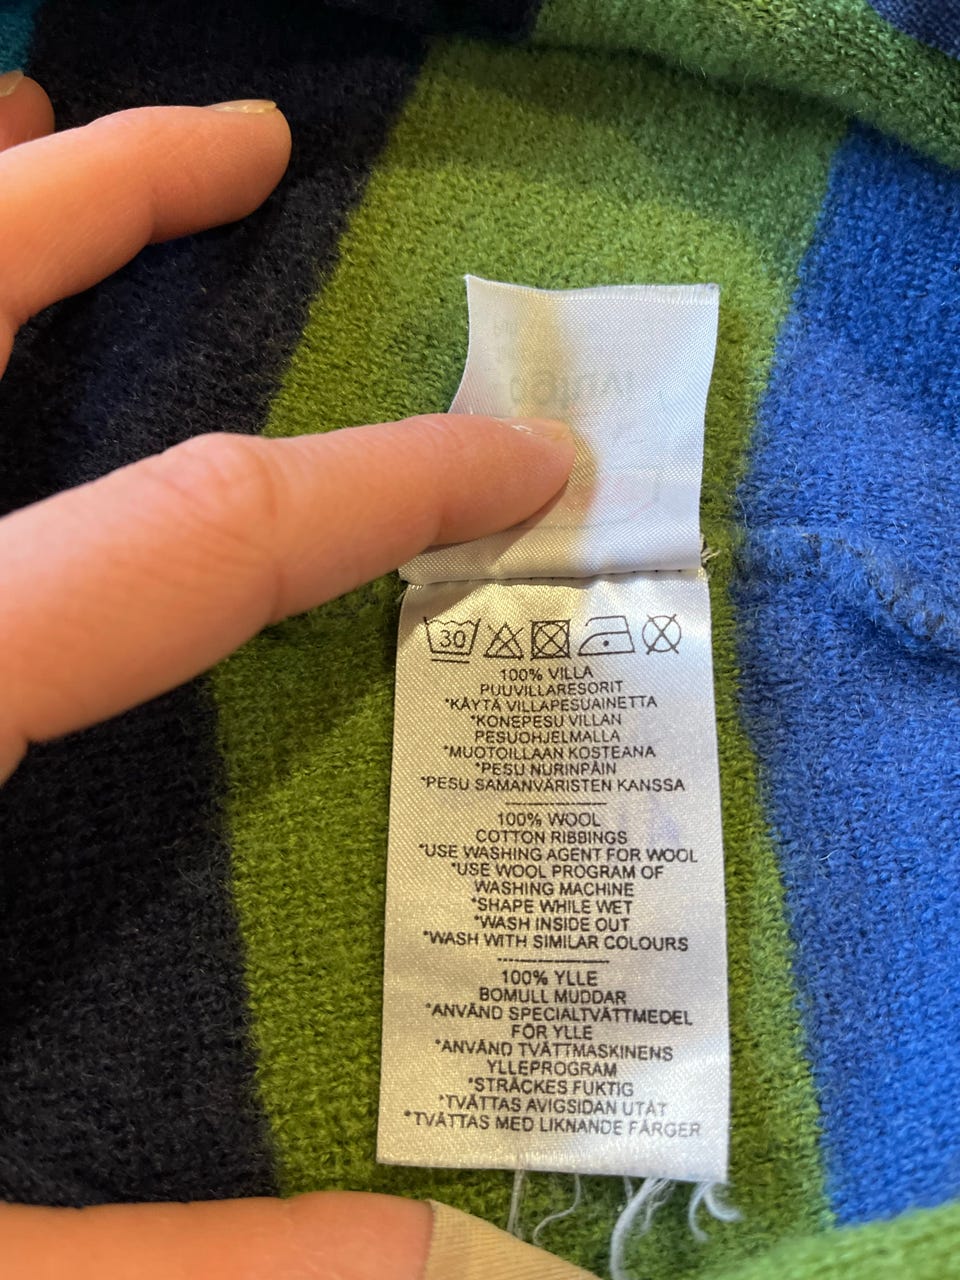 30
100% VILLA
PUUVILLARESORIT
*KÄYTÄ VILLAPESUAINETTA
*KONEPESU VILLAN
PESUOHJELMALLA
*MUOTOILLAAN KOSTEANA
*PESU NURINPÄIN
*PESU SAMANVÄRISTEN KANSSA
----------------
100% WOOL
COTTON RIBBINGS
*USE WASHING AGENT FOR WOOL
*USE WOOL PROGRAM OF
WASHING MACHINE
*SHAPE WHILE WET
*WASH INSIDE OUT
*WASH WITH SIMILAR COLOURS
----------------
100% YLLE
BOMULL MUDDAR
*ANVÄND SPECIALTVÄTTMEDEL
FÖR YLLE
*ANVÄND TVÄTTMASKINENS
YLLEPROGRAM
*STRÄCKES FUKTIG
*TVÄTTAS AVIGSIDAN UTÅT
*TVÄTTAS MED LIKNANDE FÄRGER